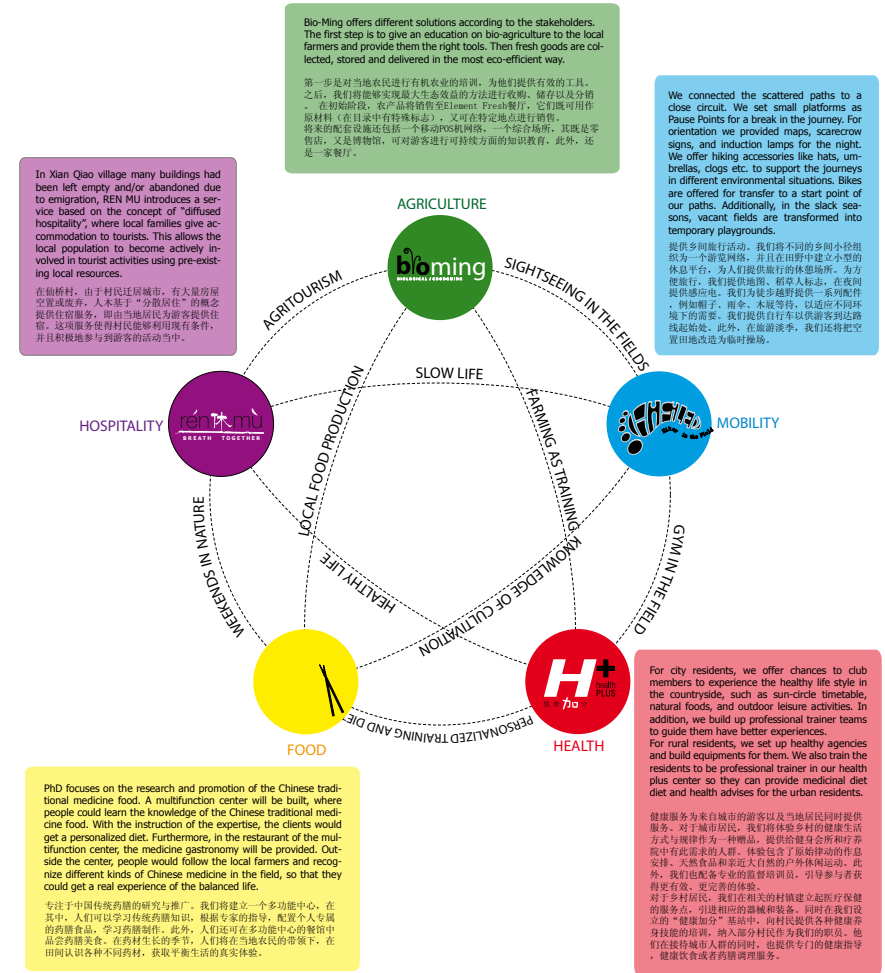 Bio-Ming offers different solutions according to the stakeholders.
The first step is to give an education on bio-agriculture to the local
farmers and provide them the right tools. Then fresh goods are col-
lected, stored and delivered in the most eco-efficient way.
第一步是对当地农民进行有机农业的培训，为他们提供有效的工具。
之后，我们将能够实现最大生态效益的方法进行收购、储存以及分销
。 在初始阶段，农产品将销售至Element Fresh餐厅，它们既可用作
原材料（在目录中有特殊标志），又可在特定地点进行销售。
将来的配套设施还包括一个移动POS机网络，一个综合场所，其既是零
售店，又是博物馆，可对游客进行可持续方面的知识教育，此外，还
是一家餐厅。
We connected the scattered paths to a
close circuit. We set small platforms as
Pause Points for a break in the journey. For
orientation we provided maps, scarecrow
signs, and induction lamps for the night.
We offer hiking accessories like hats, um-
brellas, clogs etc. to support the journeys
in different environmental situations. Bikes
are offered for transfer to a start point of
our paths. Additionally, in the slack sea-
sons, vacant fields are transformed into
temporary playgrounds.
提供乡间旅行活动。我们将不同的乡间小径组
织为一个游览网络，并且在田野中建立小型的
休息平台，为人们提供旅行的休憩场所。为方
便旅行，我们提供地图、稻草人标志，在夜间
提供感应电。我们为徒步越野提供一系列配件
，例如帽子、雨伞、木屐等待，以适应不同环
境下的需要。我们提供自行车以供游客到达路
线起始处。此外，在旅游淡季，我们还将把空
置田地改造为临时操场。
In Xian Qiao village many buildings had
been left empty and/or abandoned due
to emigration, REN MU introduces a ser-
vice based on the concept of “diffused
hospitality”, where local families give ac-
commodation to tourists. This allows the
local population to become actively in-
volved in tourist activities using pre-exist-
ing local resources.
在仙桥村，由于村民迁居城市，有大量房屋
空置或废弃，人木基于“分散居住”的概念
提供住宿服务，即由当地居民为游客提供住
宿。这项服务使得村民能够利用现有条件，
并且积极地参与到游客的活动当中。
AGRICULTURE
bioming
BIOLOGICAL SCHOOMING
AGRITOURISM
SIGHTSEEING IN THE FIELDS
SLOW LIFE
HOSPITALITY
rén 休 mù
BREATH TOGETHER
MOBILITY
Hiker in the Field
LOCAL FOOD PRODUCTION
FARMING AS TRAINING
WEEKENDS IN NATURE
HEALTHY LIFE
KNOWLEDGE OF CULTIVATION
GYM IN THE FIELD
FOOD
PERSONALIZED TRAINING AND DIE
H+
health
PLUS
健康加分
HEALTH
For city residents, we offer chances to club
members to experience the healthy life style in
the countryside, such as sun-circle timetable,
natural foods, and outdoor leisure activities. In
addition, we build up professional trainer teams
to guide them have better experiences.
For rural residents, we set up healthy agencies
and build equipments for them. We also train the
residents to be professional trainer in our health
plus center so they can provide medicinal diet
diet and health advises for the urban residents.
健康服务为来自城市的游客以及当地居民同时提供
服务。对于城市居民，我们将体验乡村的健康生活
方式与规律作为一种赠品，提供给健身会所和疗养
院中有此需求的人群。体验包含了原始律动的作息
安排、天然食品和亲近大自然的户外休闲运动。此
外，我们也配备专业的监督培训员，引导参与者获
得更有效、更完善的体验。
对于乡村居民，我们在相关的村镇建立起医疗保健
的服务点，引进相应的器械和装备。同时在我们设
立的“健康加分”基站中，向村民提供各种健康养
身技能的培训，纳入部分村民作为我们的职员。他
们在接待城市人群的同时，也提供专门的健康指导
，健康饮食或者药膳调理服务。
PhD focuses on the research and promotion of the Chinese tradi-
tional medicine food. A multifunction center will be built, where
people could learn the knowledge of the Chinese traditional medi-
cine food. With the instruction of the expertise, the clients would
get a personalized diet. Furthermore, in the restaurant of the mul-
tifunction center, the medicine gastronomy will be provided. Out-
side the center, people would follow the local farmers and recog-
nize different kinds of Chinese medicine in the field, so that they
could get a real experience of the balanced life.
专注于中国传统药膳的研究与推广。我们将建立一个多功能中心，在
其中，人们可以学习传统药膳知识，根据专家的指导，配置个人专属
的药膳食品，学习药膳制作。此外，人们还可在多功能中心的餐馆中
品尝药膳美食。在药材生长的季节，人们将在当地农民的带领下，在
田间认识各种不同药材，获取平衡生活的真实体验。